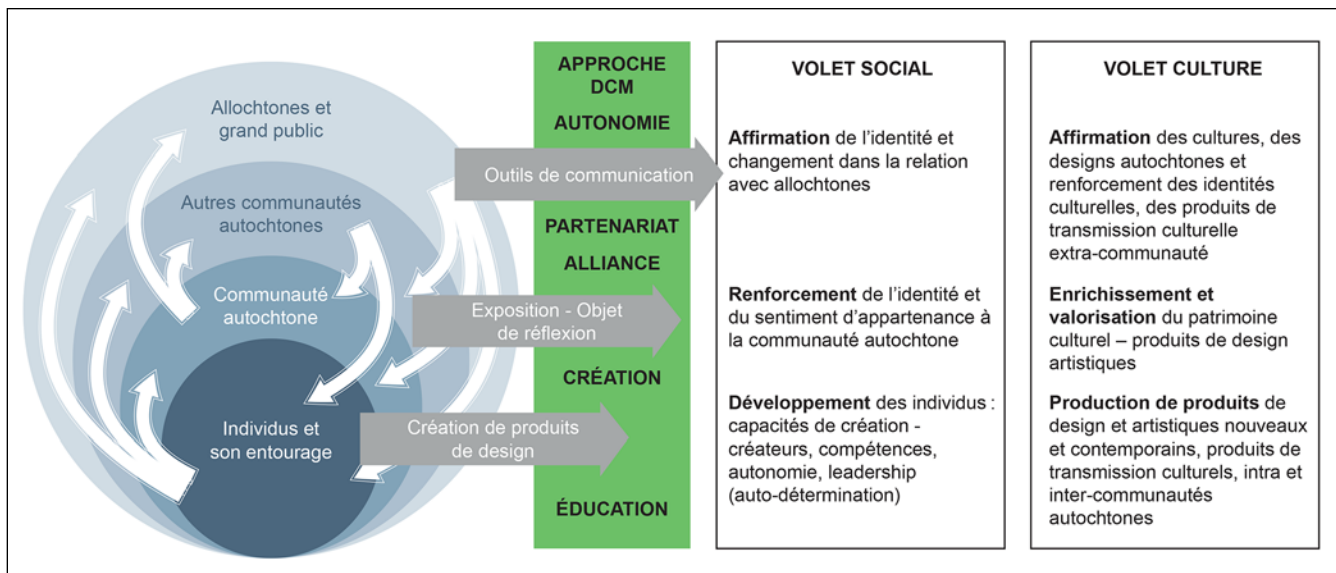 Allochtones et
grand public
Autres communautés
autochtones
Communauté
autochtone
Individus et
son entourage
Outils de communication
Exposition - Objet
de réflexion
Création de produits
de design
APPROCHE
DCM
AUTONOMIE
PARTENARIAT
ALLIANCE
CRÉATION
ÉDUCATION
VOLET SOCIAL
Affirmation de l’identité et
changement dans la relation
avec allochtones
Renforcement de l’identité et
du sentiment d’appartenance à
la communauté autochtone
Développement des individus :
capacités de création -
créateurs, compétences,
autonomie, leadership
(auto-détermination)
VOLET CULTURE
Affirmation des cultures, des
designs autochtones et
renforcement des identités
culturelles, des produits de
transmission culturelle
extra-communauté
Enrichissement et
valorisation du patrimoine
culturel – produits de design
artistiques
Production de produits de
design et artistiques nouveaux
et contemporains, produits de
transmission culturels, intra et
inter-communautés
autochtones